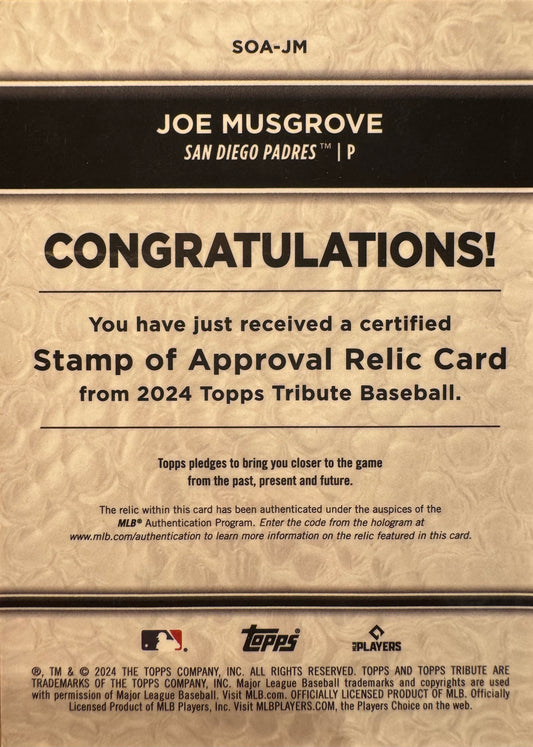 SOA-JM
JOE MUSGROVE
SAN DIEGO PADRES™ | P
CONGRATULATIONS!
You have just received a certified
Stamp of Approval Relic Card
from 2024 Topps Tribute Baseball.
Topps pledges to bring you closer to the game
from the past, present and future.
The relic within this card has been authenticated under the auspices of the
MLB® Authentication Program. Enter the code from the hologram at
www.mlb.com/authentication to learn more information on the relic featured in this card.
Topps® MLB PLAYERS
®, TM & © 2024 THE TOPPS COMPANY, INC. ALL RIGHTS RESERVED. TOPPS AND TOPPS TRIBUTE ARE
TRADEMARKS OF THE TOPPS COMPANY, INC. Major League Baseball trademarks and copyrights are used
with permission of Major League Baseball. Visit MLB.com. OFFICIALLY LICENSED PRODUCT OF MLB. Officially
Licensed Product of MLB Players, Inc. Visit MLBPLAYERS.COM, the Players Choice on the web.